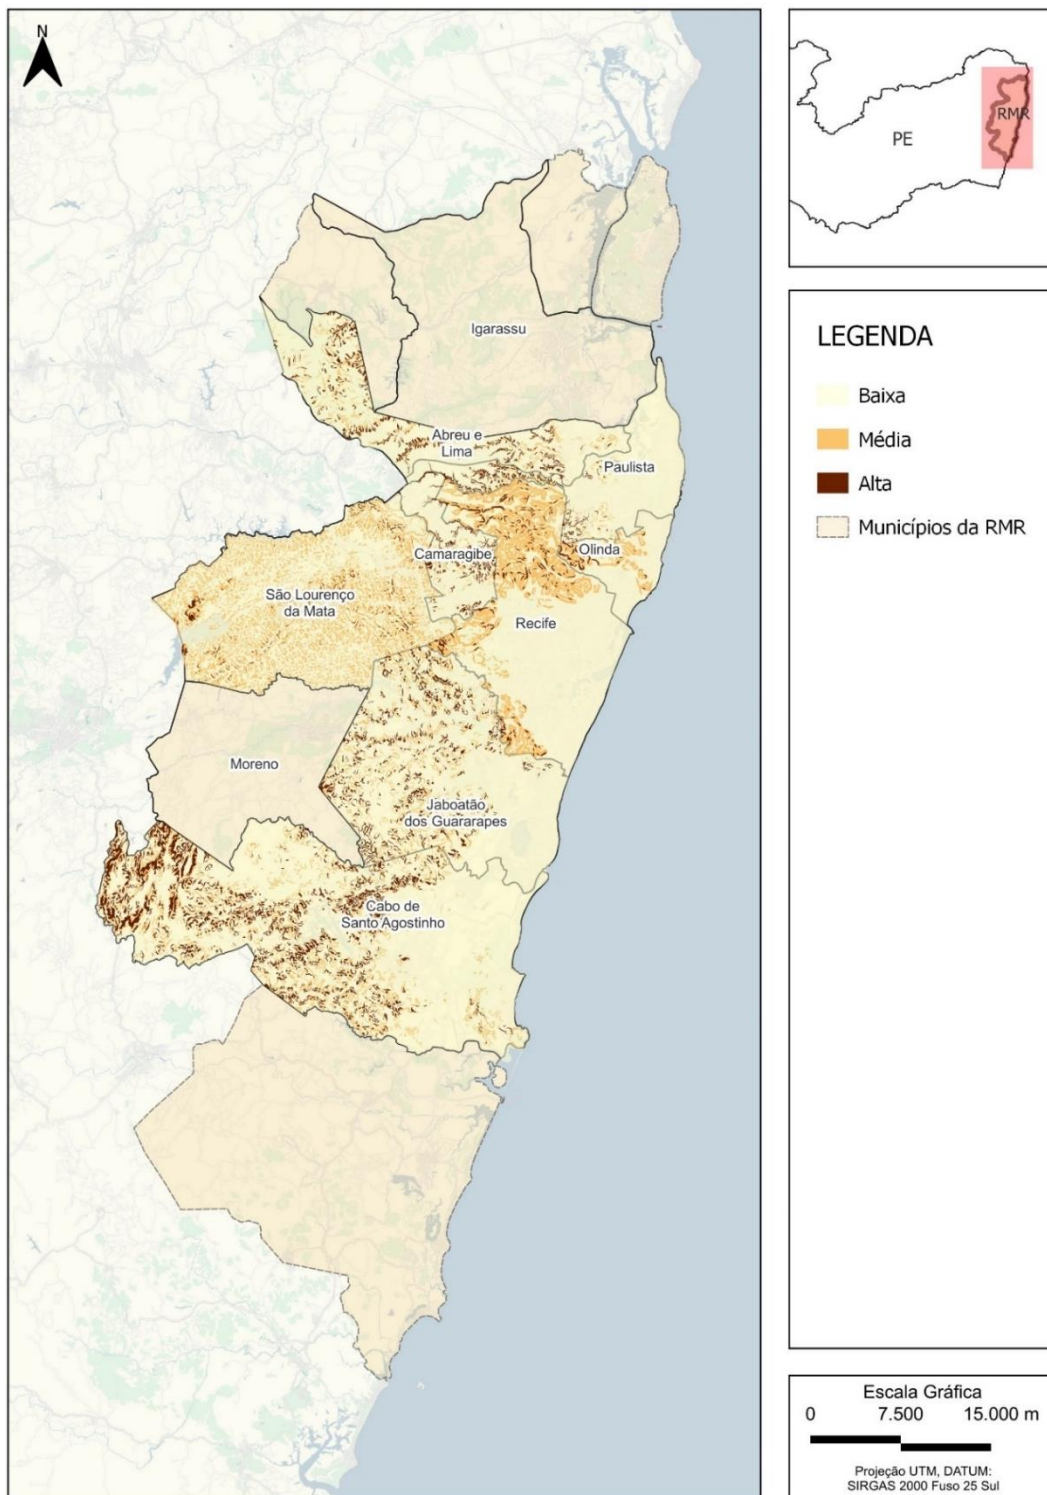 N
Igarassu
Abreu e
Lima
Paulista
Camaragibe
Olinda
São Lourenço
da Mata
Recife
Moreno
Jaboatão
dos Guararapes
Cabo de
Santo Agostinho
PE
RMR
LEGENDA
Baixa
Média
Alta
Municípios da RMR
Escala Gráfica
0 7.500 15.000 m
Projeção UTM, DATUM:
SIRGAS 2000 Fuso 25 Sul